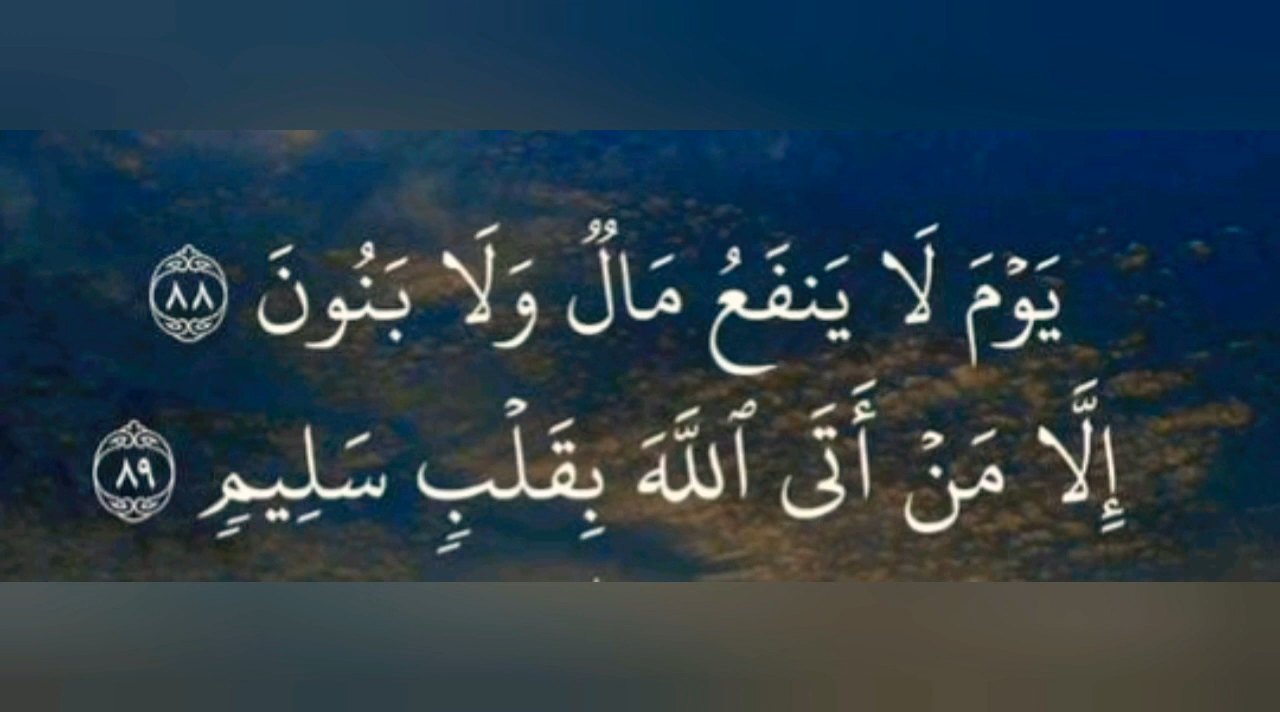 يَوْمَ لَا يَنفَعُ مَالٌ وَلَا بَنُونَ ٨٨
إِلَّا مَنْ أَتَى ٱللَّهَ بِقَلْبٍ سَلِيمٍ ٨٩